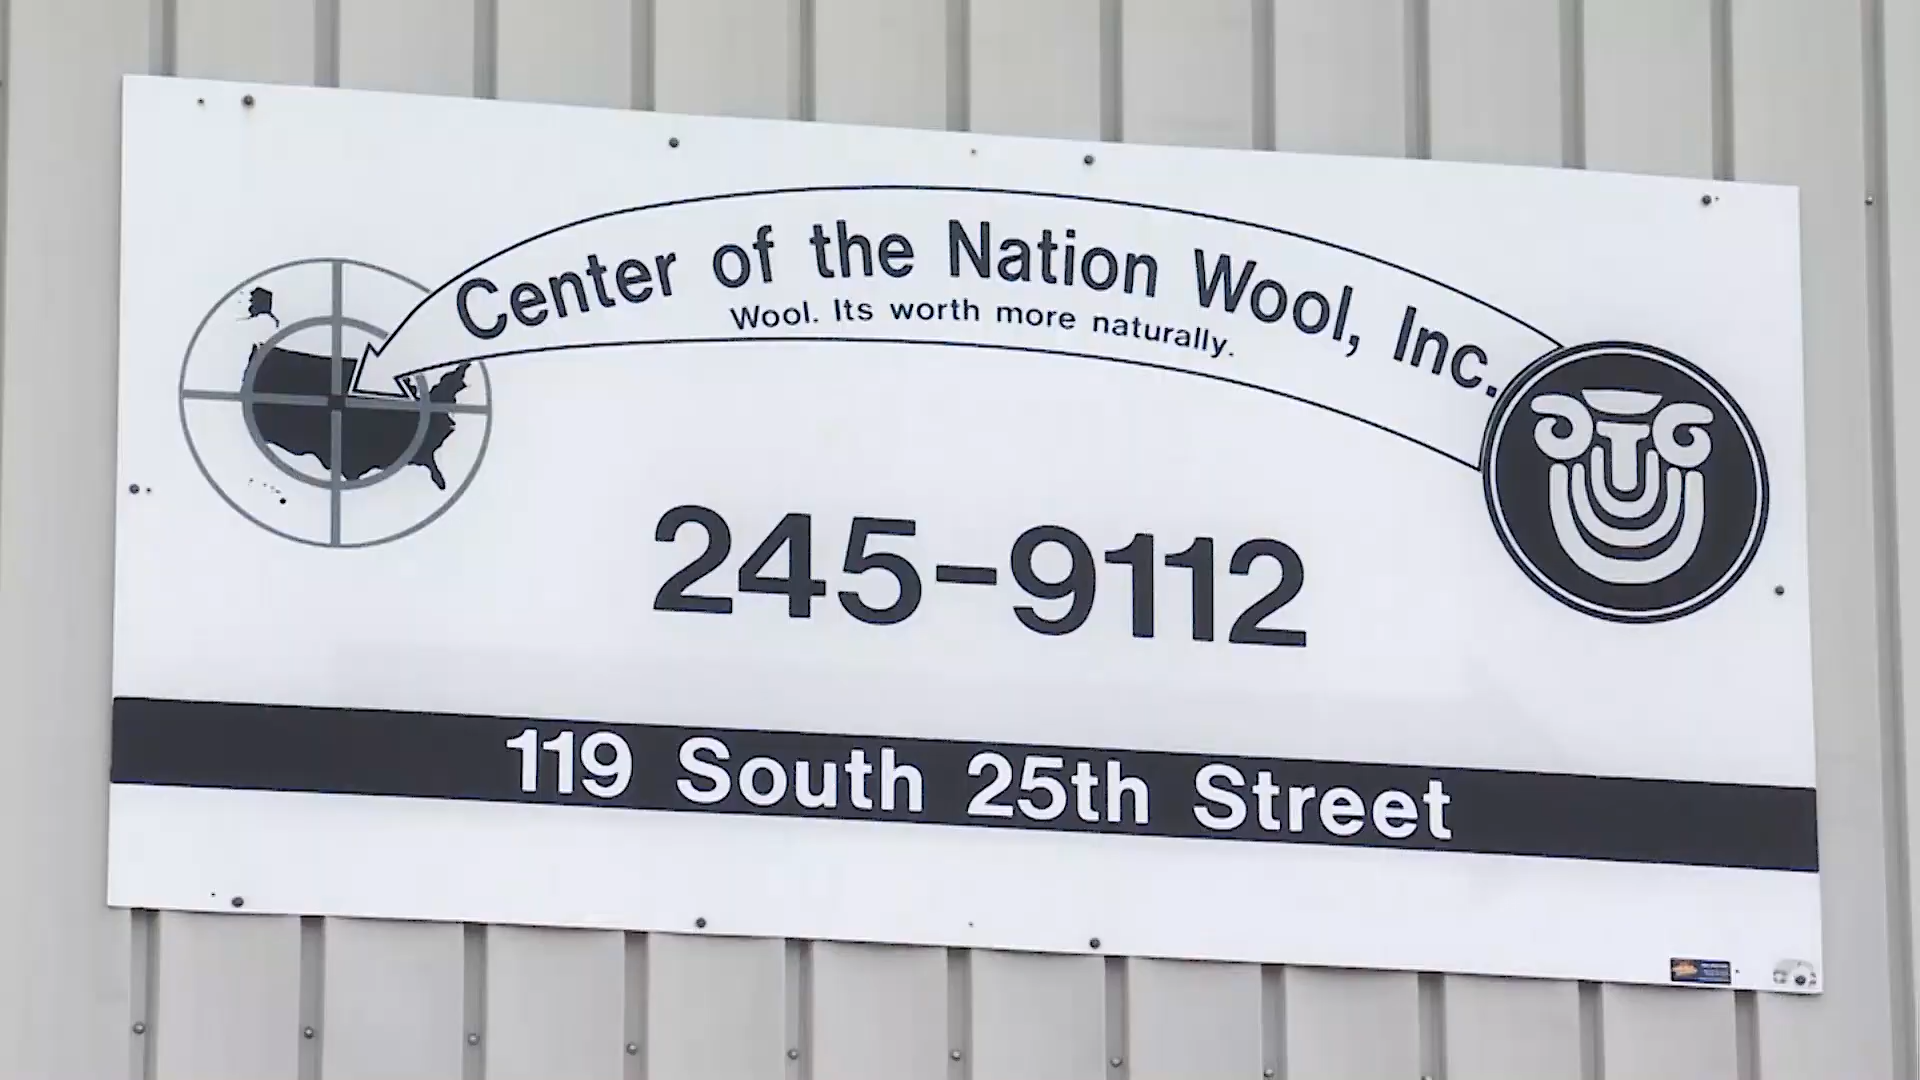 Center of the Nation Wool, Inc.
Wool. Its worth more naturally.
245-9112
119 South 25th Street